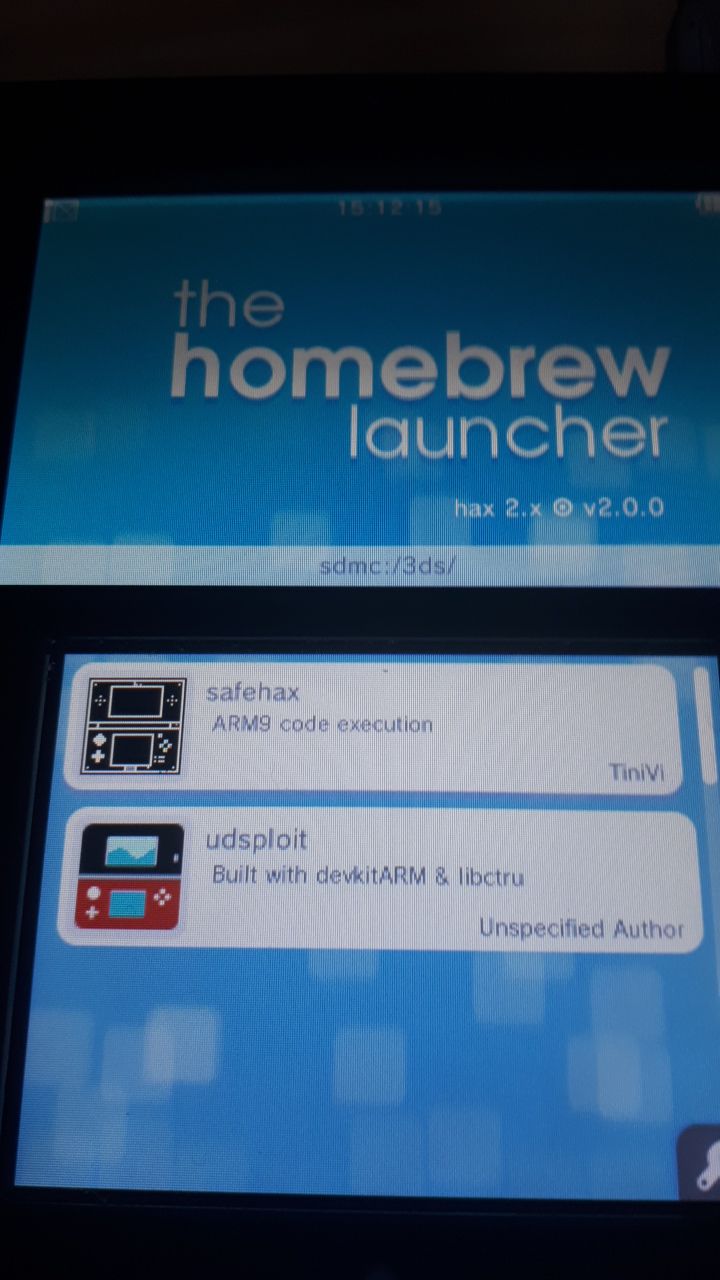 15:12:15
the
homebrew
launcher
hax 2.x ⊙ v2.0.0
sdmc:/3ds/
safehax
ARM9 code execution
TiniVi
udsploit
Built with devkitARM & libctru
Unspecified Author